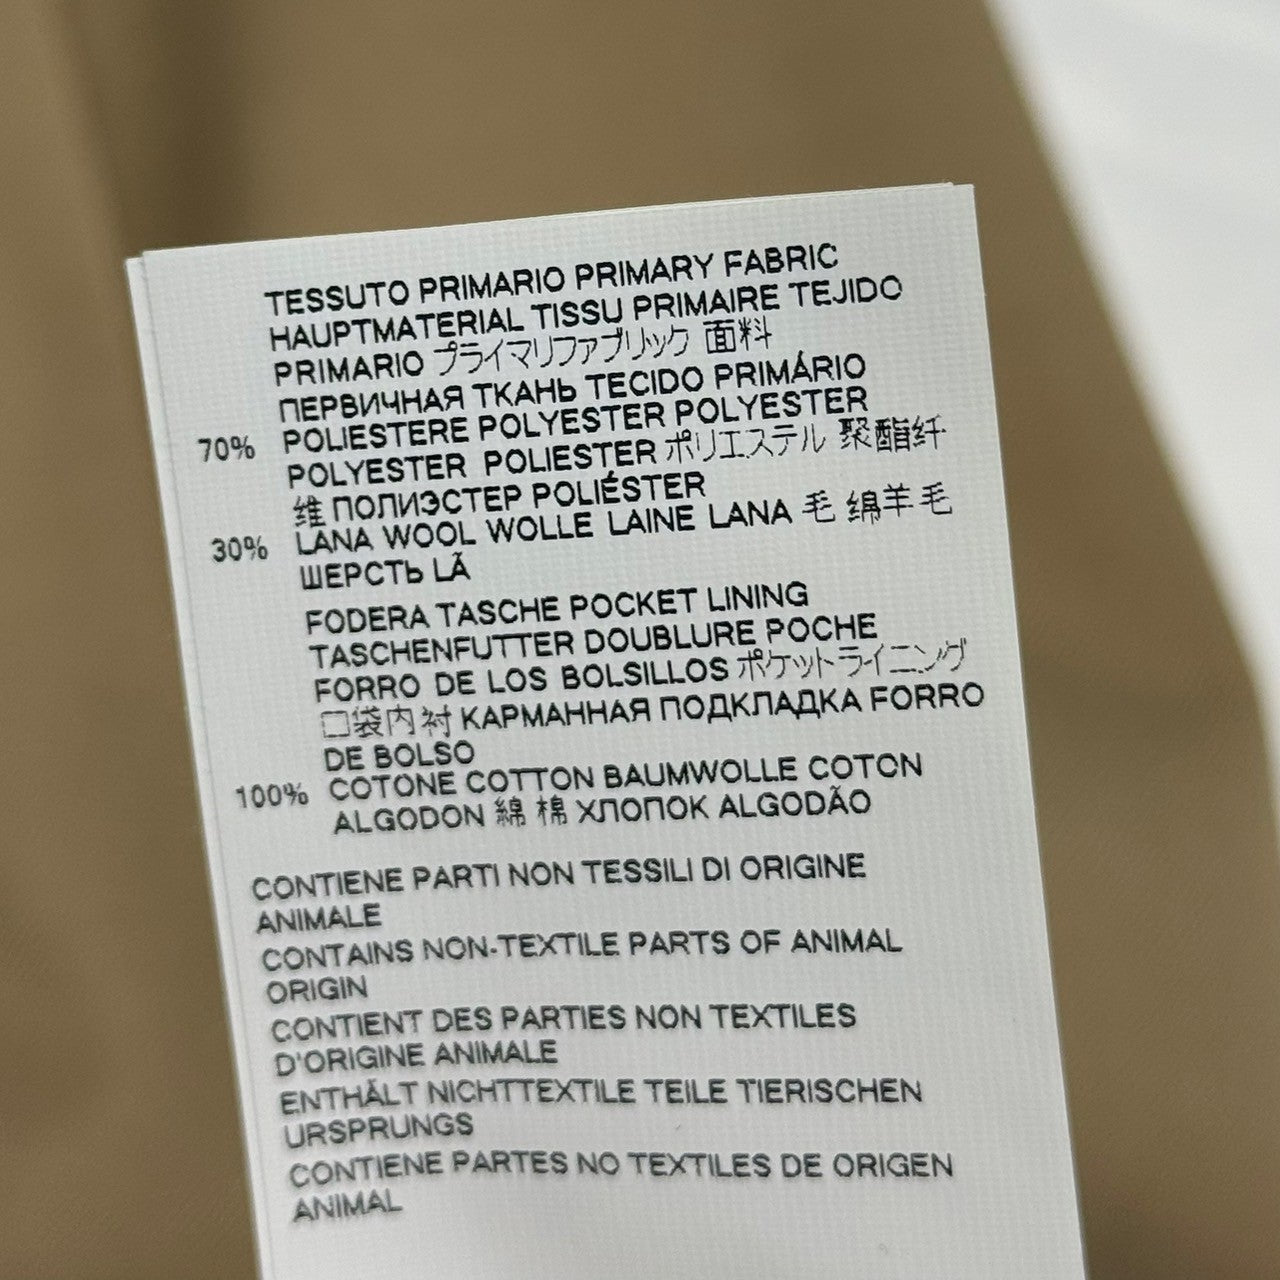 TESSUTO PRIMARIO PRIMARY FABRIC
HAUPTMATERIAL TISSU PRIMAIRE TEJIDO
PRIMARIO プライマリファブリック 面料
ПЕРВИЧНАЯ ТКАНЬ TECIDO PRIMÁRIO
70% POLIESTERE POLYESTER POLYESTER
POLYESTER POLIESTER ポリエステル 聚酯纤
维 ПОЛИЭСТЕР POLIÉSTER
30% LANA WOOL WOLLE LAINE LANA 毛 绵羊毛
ШЕРСТЬ LÃ
FODERA TASCHE POCKET LINING
TASCHENFUTTER DOUBLURE POCHE
FORRO DE LOS BOLSILLOS ポケットライニング
口袋内衬 КАРМАННАЯ ПОДКЛАДКА FORRO
DE BOLSO
100% COTONE COTTON BAUMWOLLE COTON
ALGODON 綿 棉 ХЛОПОК ALGODÃO
CONTIENE PARTI NON TESSILI DI ORIGINE
ANIMALE
CONTAINS NON-TEXTILE PARTS OF ANIMAL
ORIGIN
CONTIENT DES PARTIES NON TEXTILES
D'ORIGINE ANIMALE
ENTHÄLT NICHTTEXTILE TEILE TIERISCHEN
URSPRUNGS
CONTIENE PARTES NO TEXTILES DE ORIGEN
ANIMAL